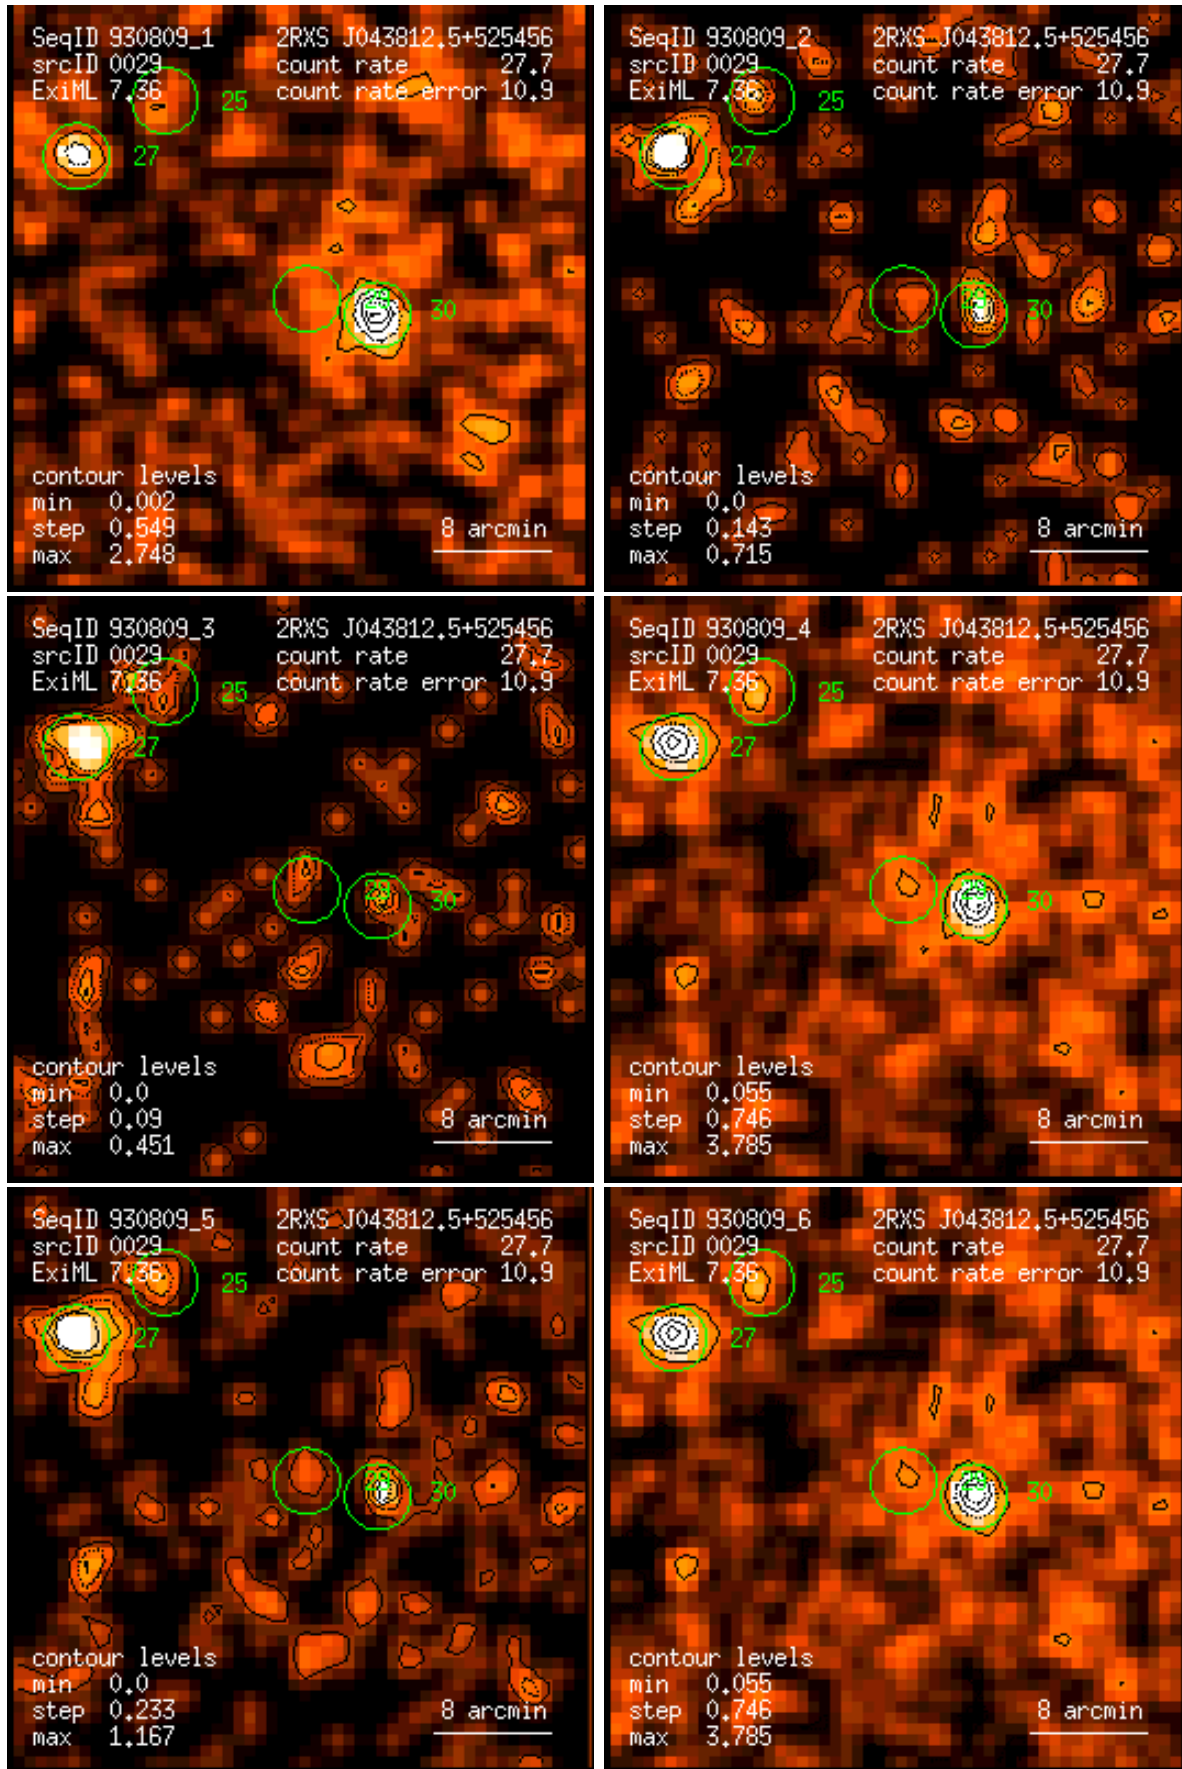 SeqID 930809_1 2RXS J043812.5+525456
srcID 0029 count rate 27.7
ExiML 7.36 count rate error 10.9
25
27
29
30
contour levels
min 0.002
step 0.549 8 arcmin
max 2.748
SeqID 930809_2 2RXS J043812.5+525456
srcID 0029 count rate 27.7
ExiML 7.36 count rate error 10.9
25
27
29
30
contour levels
min 0.0
step 0.143 8 arcmin
max 0.715
SeqID 930809_3 2RXS J043812.5+525456
srcID 0029 count rate 27.7
ExiML 7.36 count rate error 10.9
25
27
29
30
contour levels
min 0.0
step 0.09 8 arcmin
max 0.451
SeqID 930809_4 2RXS J043812.5+525456
srcID 0029 count rate 27.7
ExiML 7.36 count rate error 10.9
25
27
29
30
contour levels
min 0.055
step 0.746 8 arcmin
max 3.785
SeqID 930809_5 2RXS J043812.5+525456
srcID 0029 count rate 27.7
ExiML 7.36 count rate error 10.9
25
27
29
30
contour levels
min 0.0
step 0.233 8 arcmin
max 1.167
SeqID 930809_6 2RXS J043812.5+525456
srcID 0029 count rate 27.7
ExiML 7.36 count rate error 10.9
25
27
29
30
contour levels
min 0.055
step 0.746 8 arcmin
max 3.785